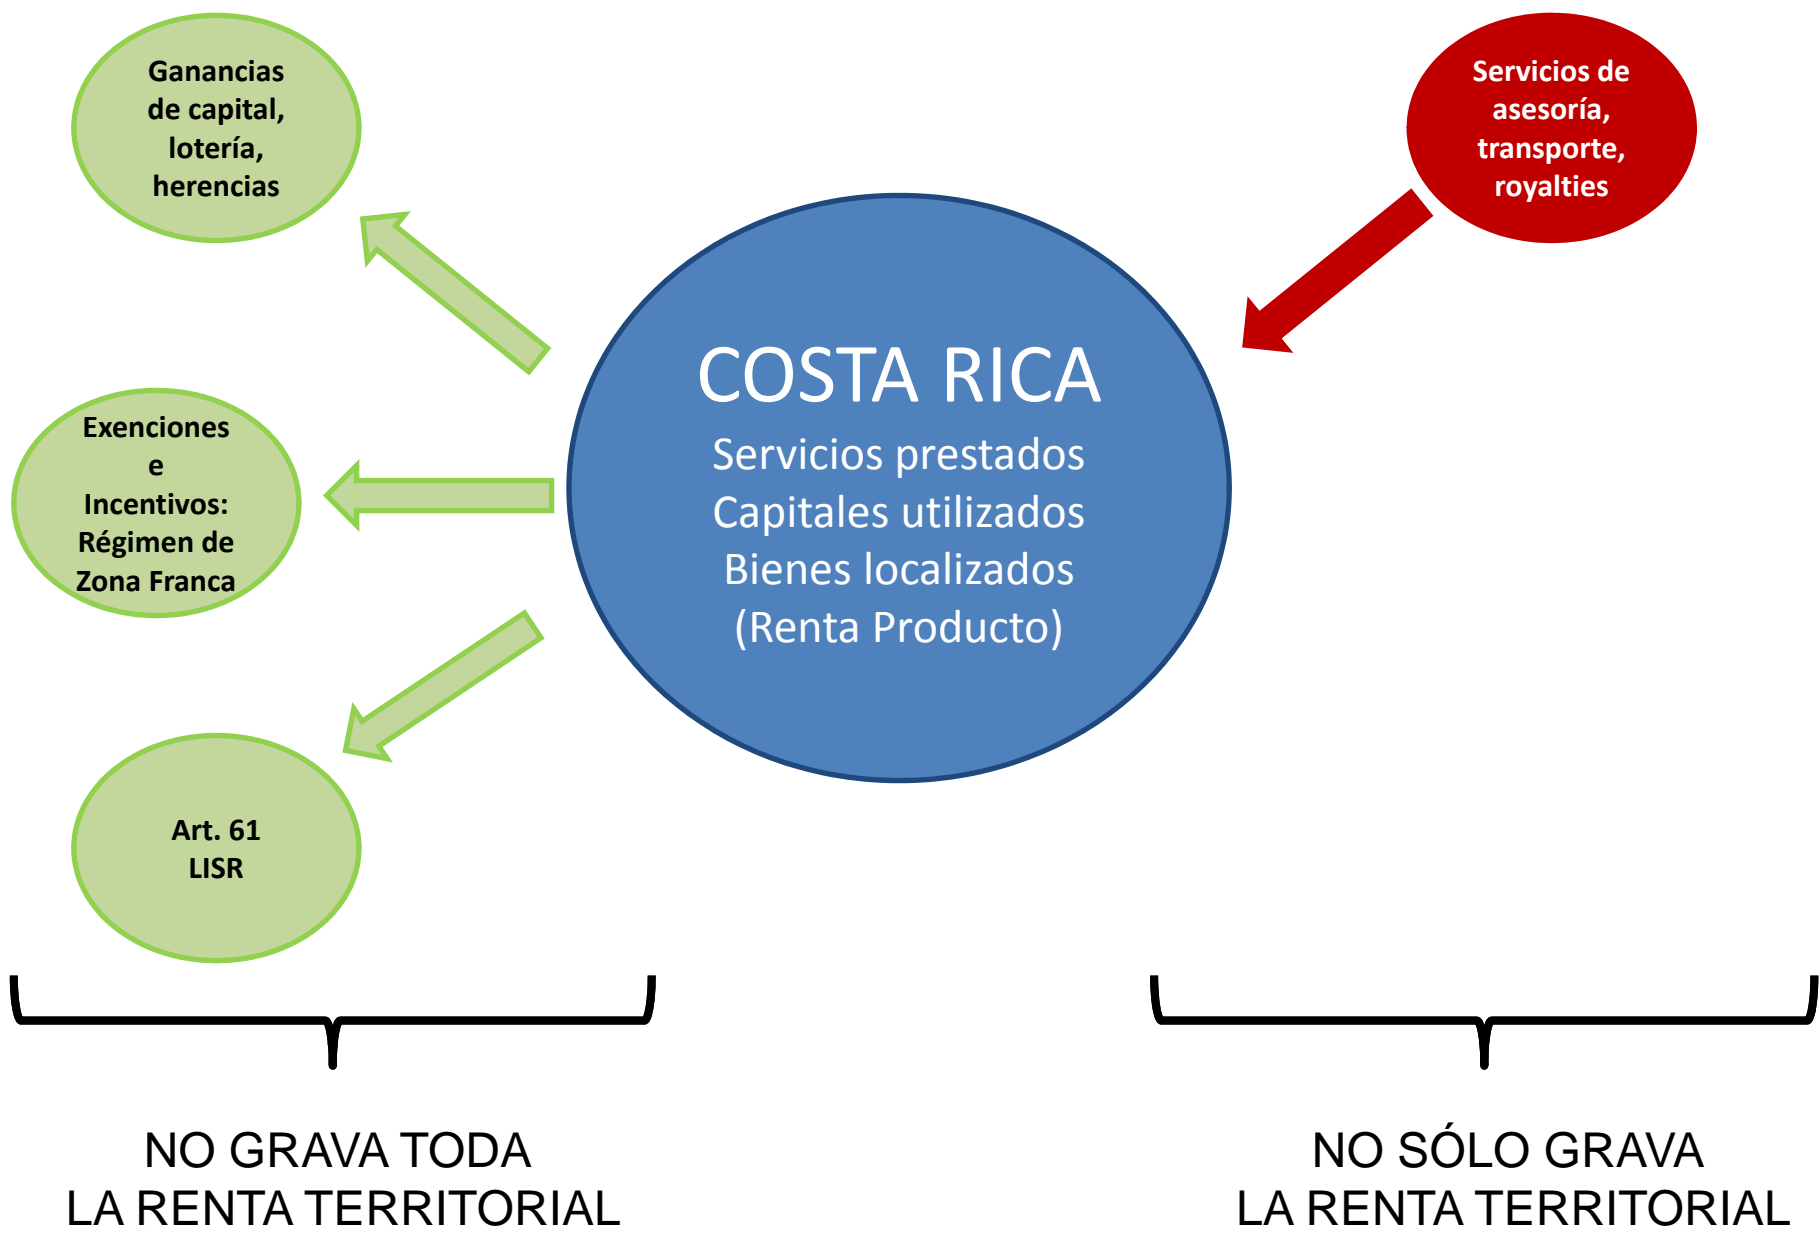 Ganancias
de capital,
lotería,
herencias
Servicios de
asesoría,
transporte,
royalties
COSTA RICA
Servicios prestados
Capitales utilizados
Bienes localizados
(Renta Producto)
Exenciones
e
Incentivos:
Régimen de
Zona Franca
Art. 61
LISR
NO GRAVA TODA
LA RENTA TERRITORIAL
NO SÓLO GRAVA
LA RENTA TERRITORIAL